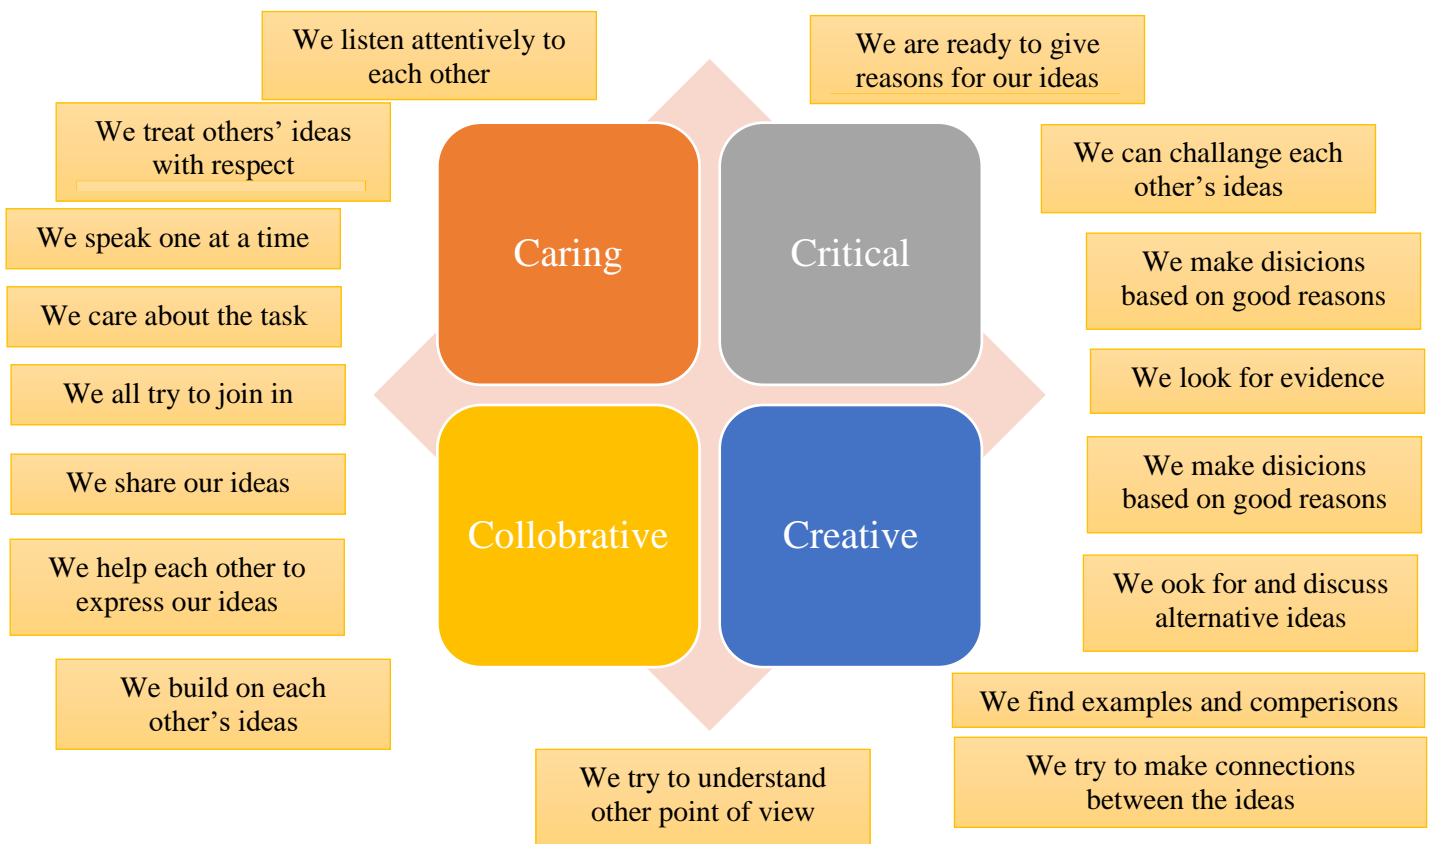 We listen attentively to
each other
We are ready to give
reasons for our ideas
We treat others’ ideas
with respect
We can challange each
other’s ideas
We speak one at a time
Caring
Critical
We make disicions
based on good reasons
We care about the task
We look for evidence
We all try to join in
We share our ideas
We make disicions
based on good reasons
Collobrative
Creative
We help each other to
express our ideas
We ook for and discuss
alternative ideas
We build on each
other’s ideas
We find examples and comperisons
We try to understand
other point of view
We try to make connections
between the ideas